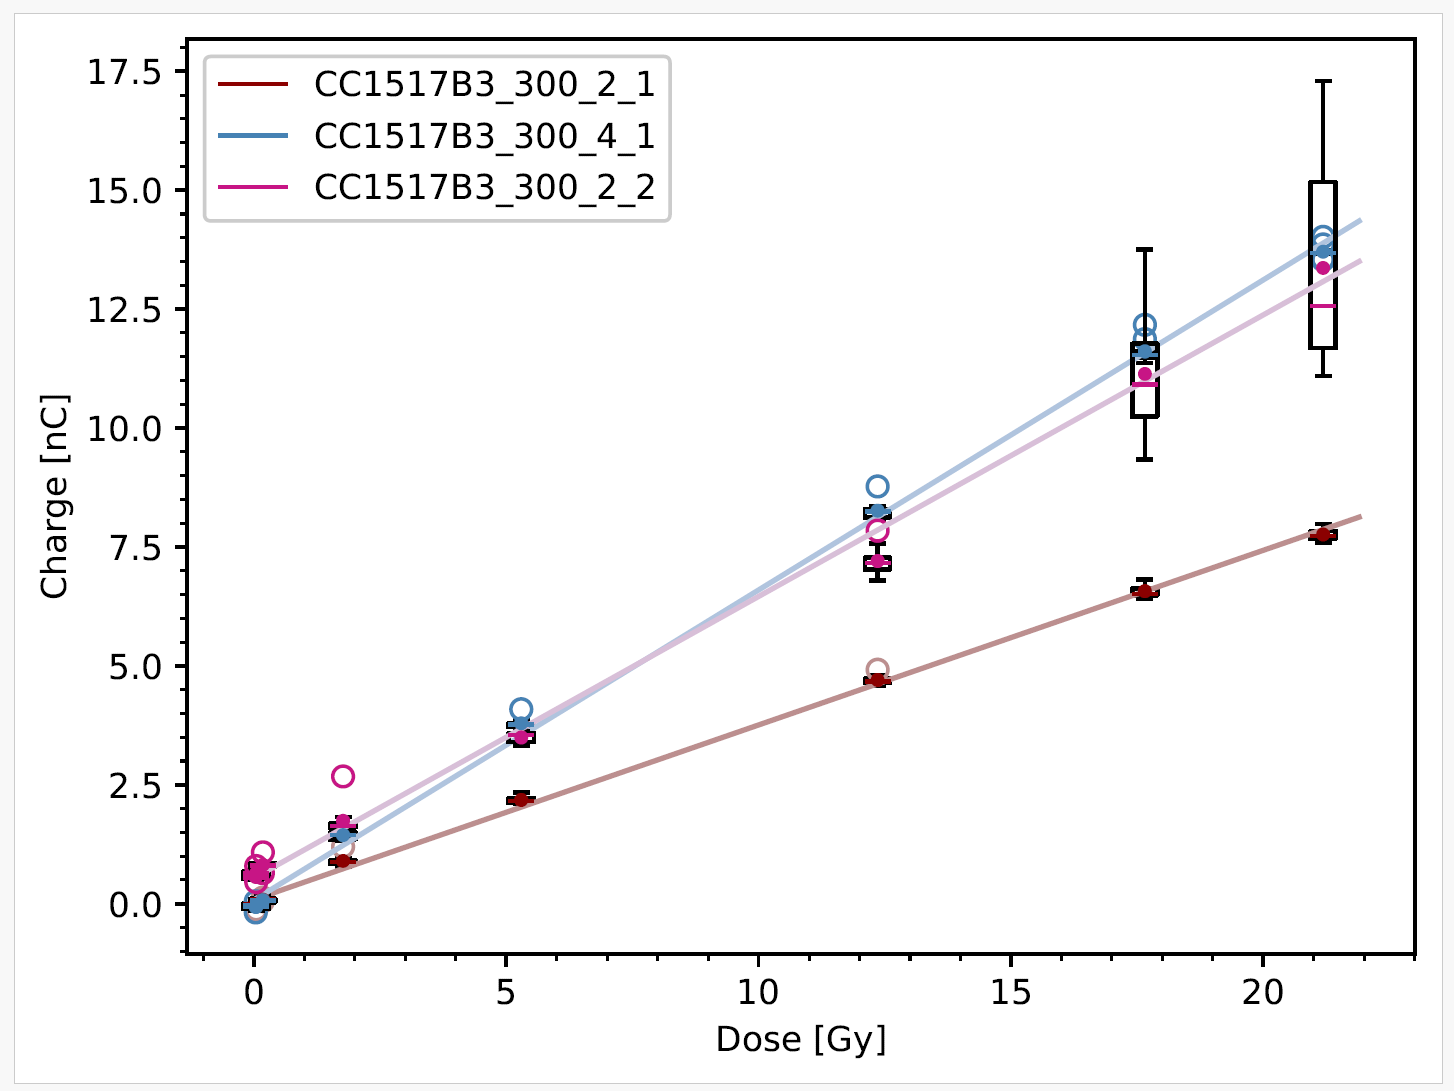 CC1517B3_300_2_1
CC1517B3_300_4_1
CC1517B3_300_2_2
17.5
15.0
12.5
10.0
7.5
5.0
2.5
0.0
Charge [nC]
0 5 10 15 20
Dose [Gy]